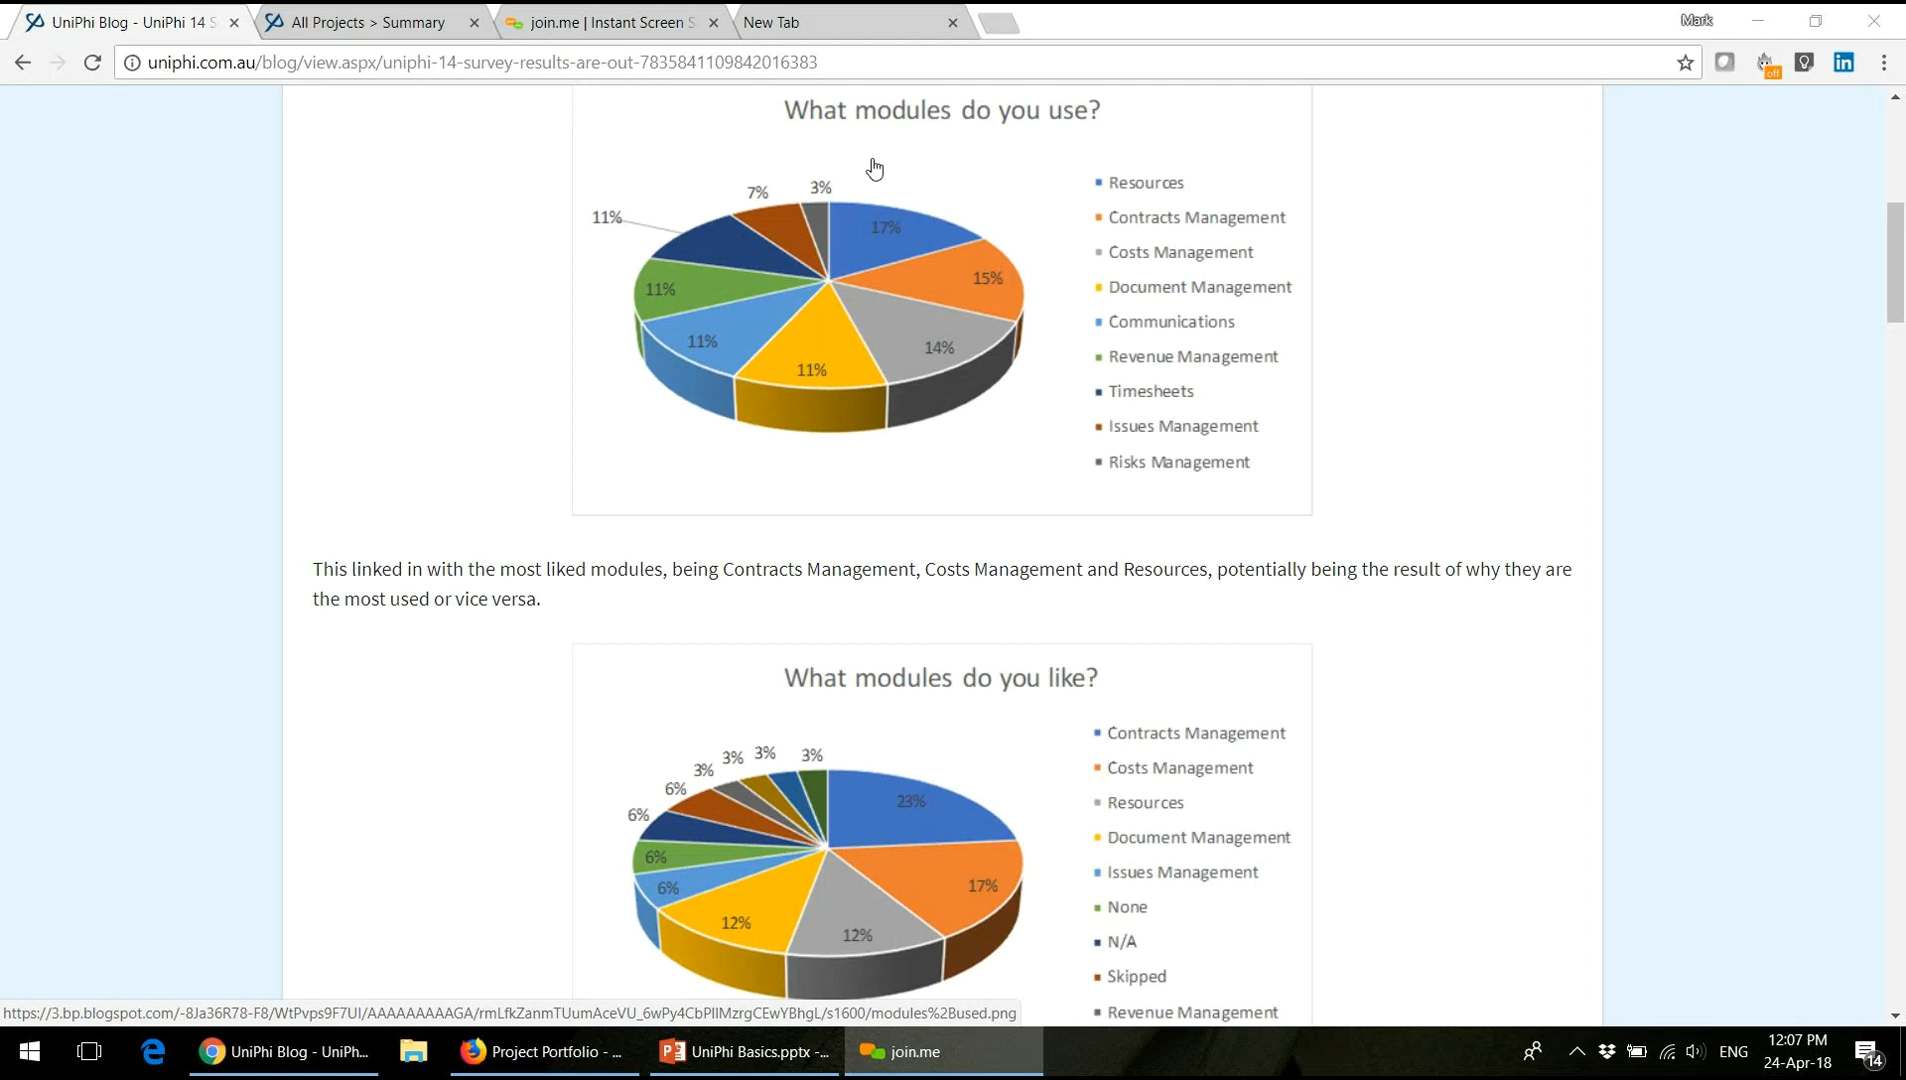 UniPhi Blog - UniPhi 14 S
All Projects > Summary
join.me | Instant Screen S
New Tab
Mark
uniphi.com.au/blog/view.aspx/uniphi-14-survey-results-are-out-7835841109842016383
off
in
What modules do you use?
3%
7%
11%
17%
15%
14%
11%
11%
11%
Resources
Contracts Management
Costs Management
Document Management
Communications
Revenue Management
Timesheets
Issues Management
Risks Management
This linked in with the most liked modules, being Contracts Management, Costs Management and Resources, potentially being the result of why they are
the most used or vice versa.
What modules do you like?
3%
3%
3%
3%
6%
6%
6%
6%
12%
12%
17%
23%
Contracts Management
Costs Management
Resources
Document Management
Issues Management
None
N/A
Skipped
Revenue Management
https://3.bp.blogspot.com/-8Ja36R78-F8/WtPvps9F7UI/AAAAAAAAAGA/rmLfkZanmTUumAceVU_6wPy4CbPlIMzrgCEwYBhgL/s1600/modules%2Bused.png
UniPhi Blog - UniPh...
Project Portfolio - ...
UniPhi Basics.pptx -...
join.me
ENG
12:07 PM
24-Apr-18
14